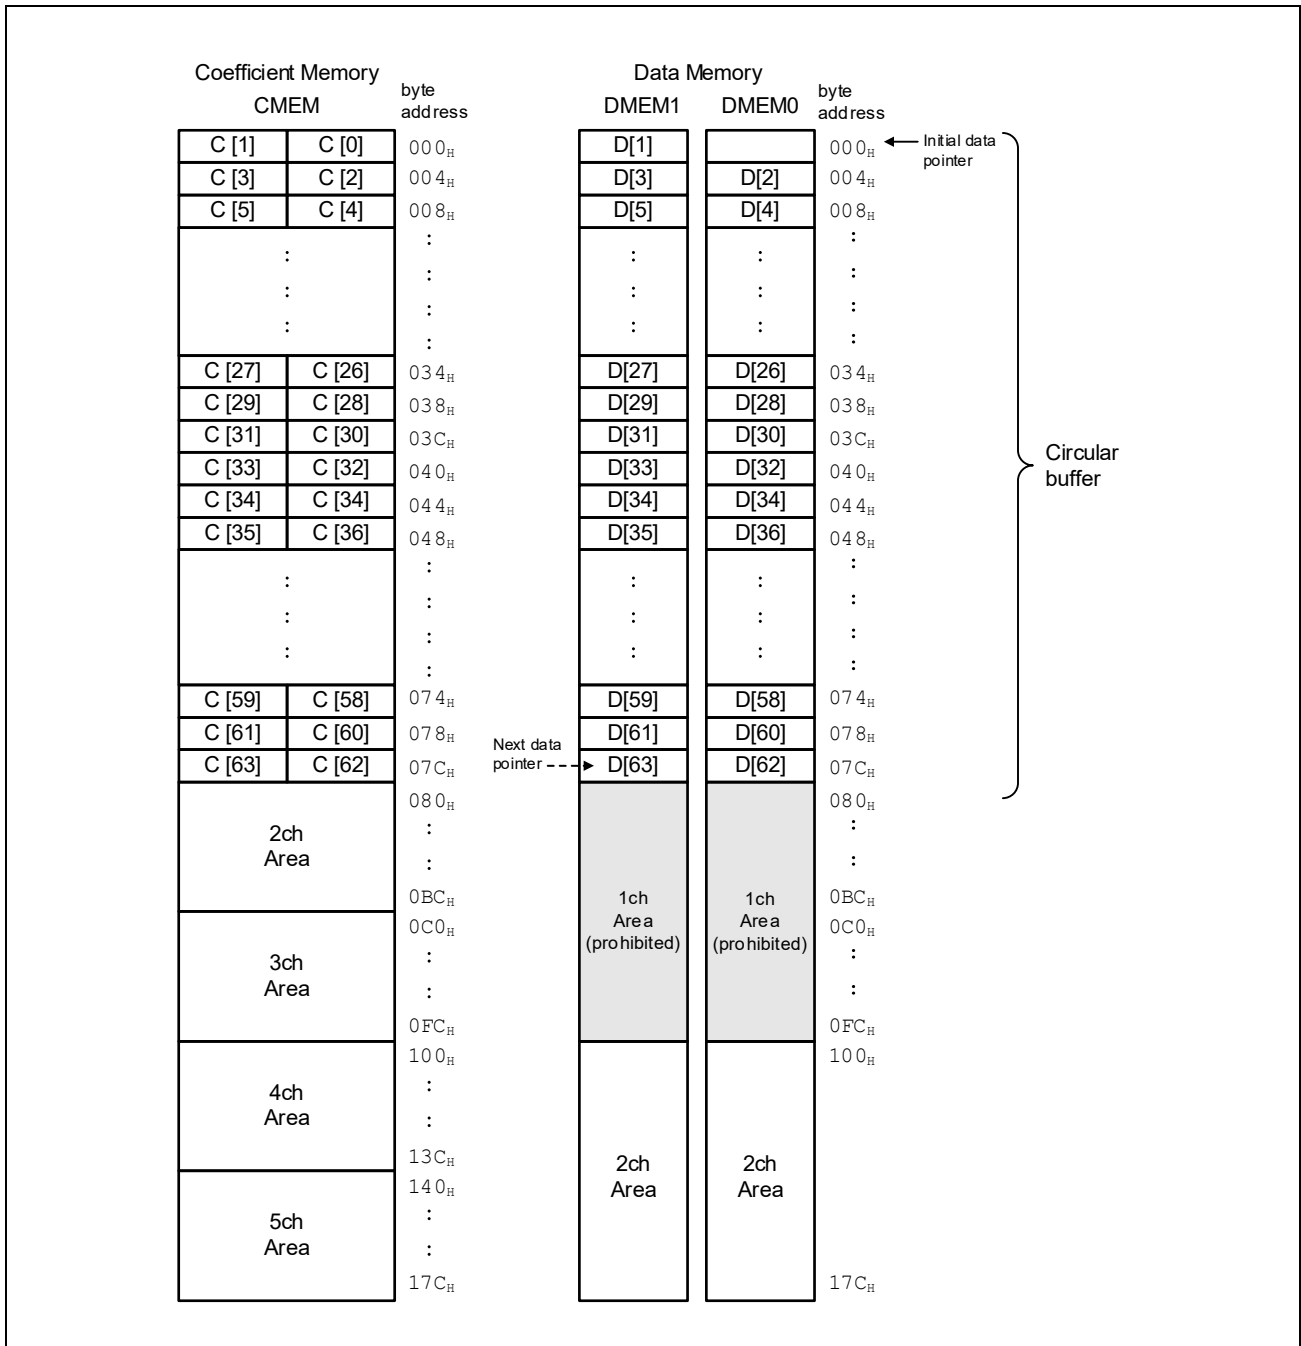 Coefficient Memory
CMEM
byte
address
Data Memory
DMEM1 DMEM0
byte
address
C [1] C [0] 000H D[1] 000H Initial data
pointer
C [3] C [2] 004H D[3] D[2] 004H
C [5] C [4] 008H D[5] D[4] 008H
: : : : :
: : : : :
: : : : :
: :
C [27] C [26] 034H D[27] D[26] 034H
C [29] C [28] 038H D[29] D[28] 038H
C [31] C [30] 03CH D[31] D[30] 03CH
C [33] C [32] 040H D[33] D[32] 040H
C [34] C [34] 044H D[34] D[34] 044H
C [35] C [36] 048H D[35] D[36] 048H
Circular
buffer
: : : : :
: : : : :
: : : : :
: :
C [59] C [58] 074H D[59] D[58] 074H
C [61] C [60] 078H D[61] D[60] 078H
Next data
pointer
C [63] C [62] 07CH D[63] D[62] 07CH
2ch
Area
080H
:
:
0BCH
3ch
Area
0C0H
:
:
0FCH
4ch
Area
100H
:
:
13CH
5ch
Area
140H
:
:
17CH
1ch
Area
(prohibited)
1ch
Area
(prohibited)
080H
:
:
0BCH
0C0H
:
:
0FCH
2ch
Area
2ch
Area
100H
17CH